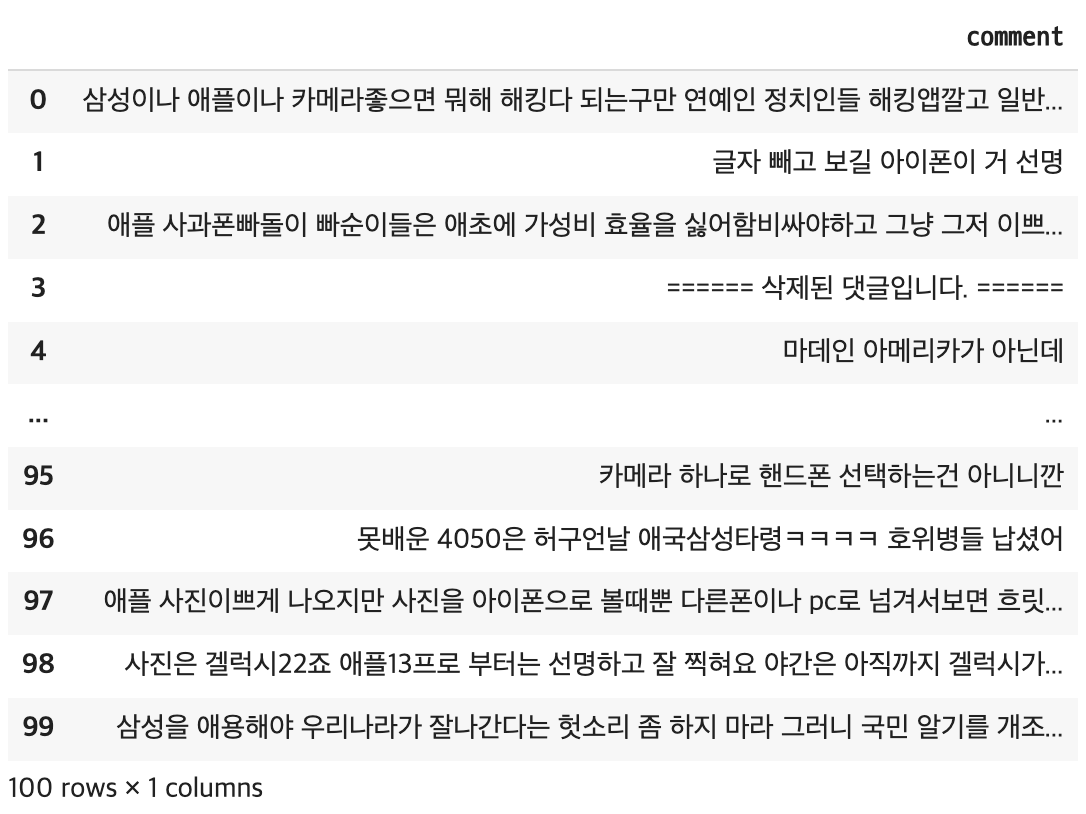 comment
0 삼성이나 애플이나 카메라좋으면 뭐해 해킹다 되는구만 연예인 정치인들 해킹앱깔고 일반...
1 글자 빼고 보길 아이폰이 거 선명
2 애플 사과폰빠돌이 빠순이들은 애초에 가성비 효율을 싫어함비싸야하고 그냥 그저 이쁘...
3 ====== 삭제된 댓글입니다. ======
4 마데인 아메리카가 아닌데
... ...
95 카메라 하나로 핸드폰 선택하는건 아니니깐
96 못배운 4050은 허구언날 애국삼성타령ㅋㅋㅋㅋ 호위병들 납셨어
97 애플 사진이쁘게 나오지만 사진을 아이폰으로 볼때뿐 다른폰이나 pc로 넘겨서보면 흐릿...
98 사진은 겔럭시22죠 애플13프로 부터는 선명하고 잘 찍혀요 야간은 아직까지 겔럭시가...
99 삼성을 애용해야 우리나라가 잘나간다는 헛소리 좀 하지 마라 그러니 국민 알기를 개조...
100 rows × 1 columns